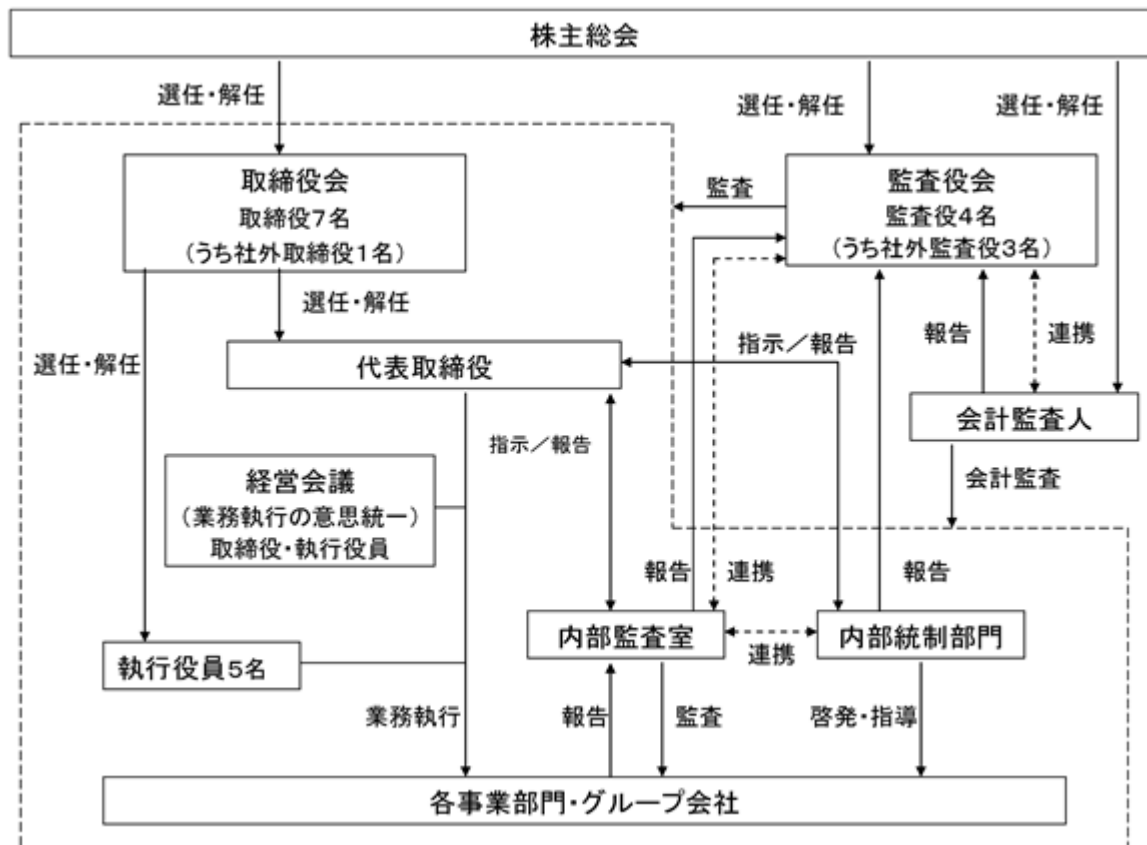 株主総会
選任・解任
選任・解任
選任・解任
取締役会
取締役7名
(うち社外取締役1名)
監査
監査役会
監査役4名
(うち社外監査役3名)
選任・解任
選任・解任
指示／報告
報告
連携
代表取締役
会計監査人
指示／報告
会計監査
経営会議
(業務執行の意思統一)
取締役・執行役員
報告
連携
報告
内部監査室
連携
内部統制部門
執行役員5名
業務執行
報告
監査
啓発・指導
各事業部門・グループ会社